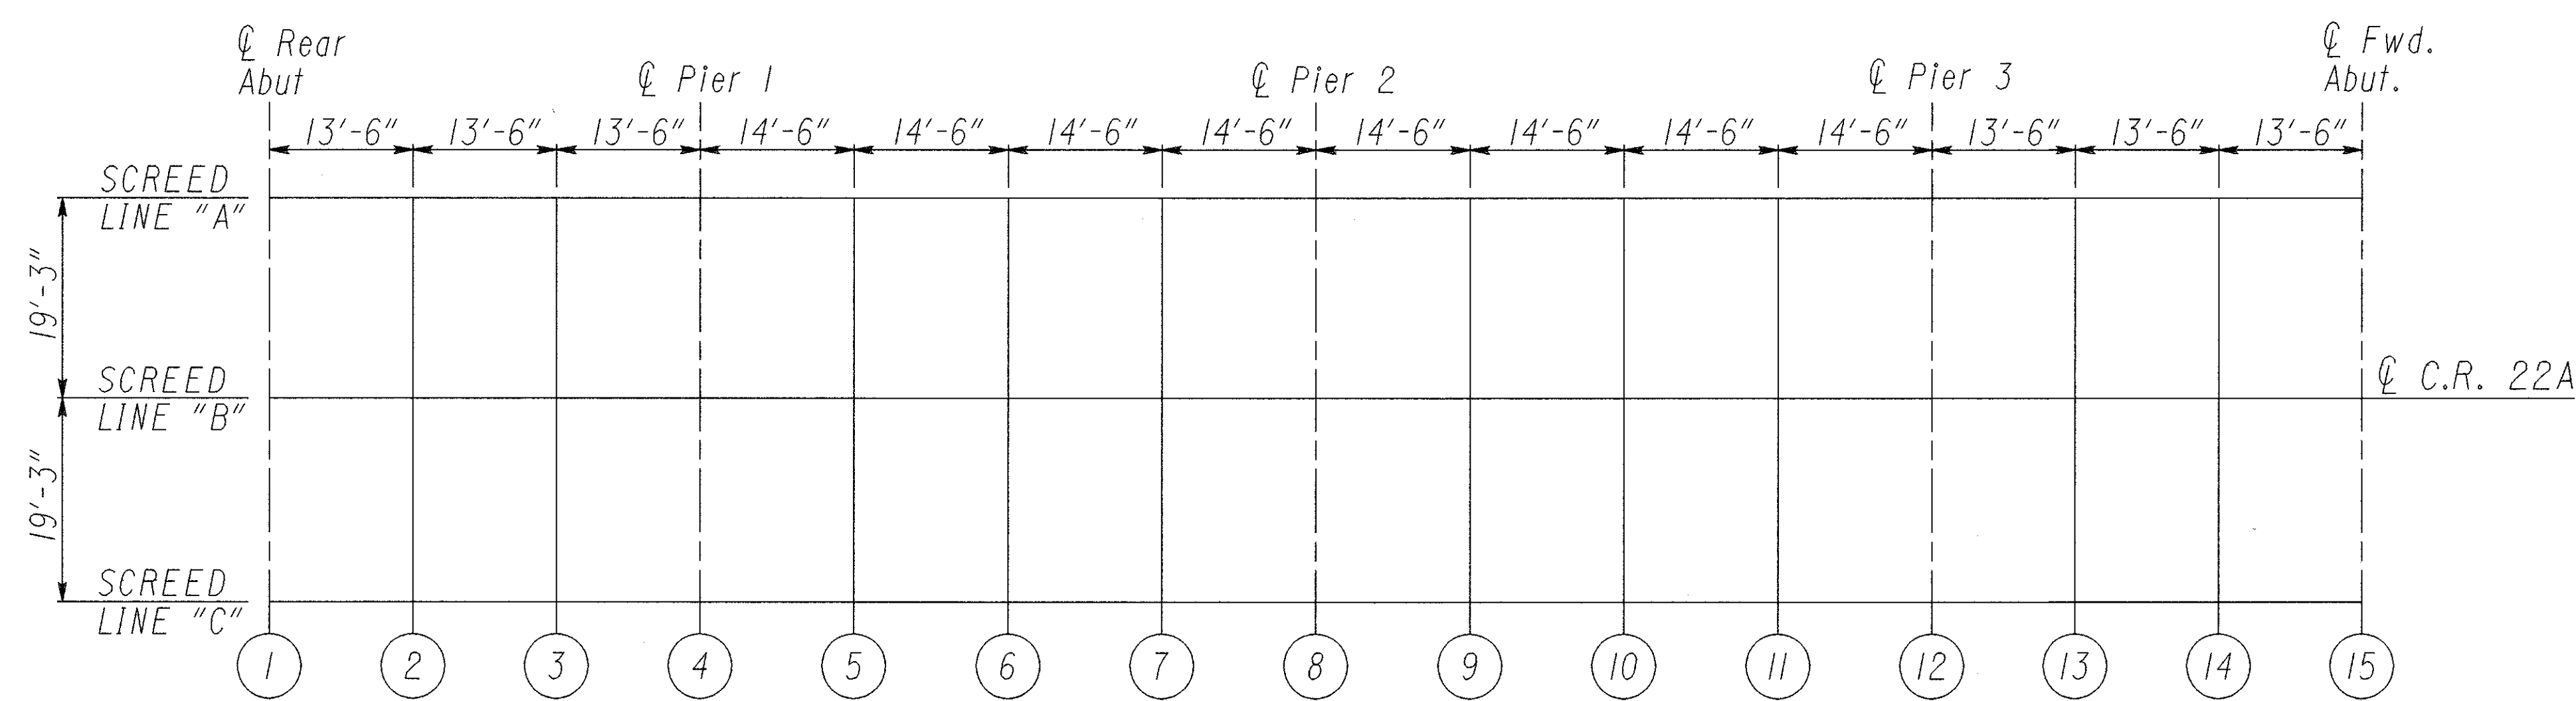 ℄ Rear
Abut
℄ Pier 1
℄ Pier 2
℄ Pier 3
℄ Fwd.
Abut.
13'-6" 13'-6" 13'-6" 14'-6" 14'-6" 14'-6" 14'-6" 14'-6" 14'-6" 14'-6" 14'-6" 13'-6" 13'-6" 13'-6"
SCREED
LINE "A"
19'-3"
SCREED
LINE "B"
℄ C.R. 22A
19'-3"
SCREED
LINE "C"
1 2 3 4 5 6 7 8 9 10 11 12 13 14 15